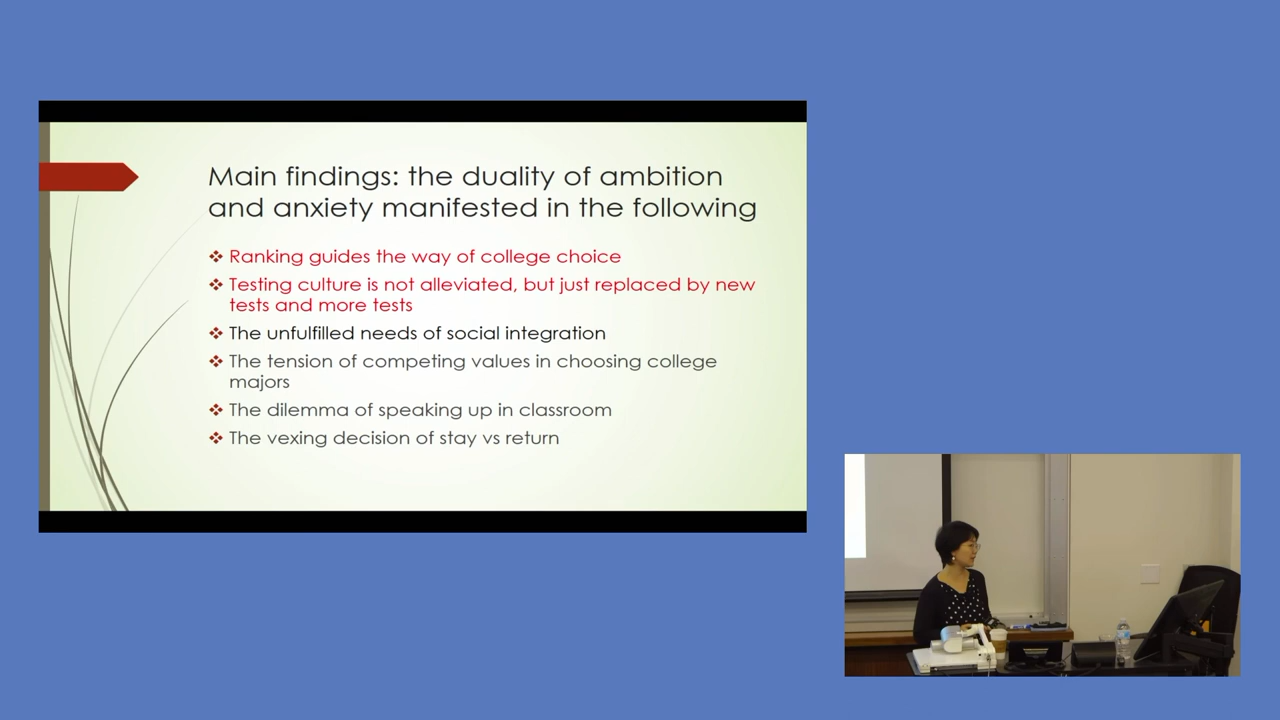 Main findings: the duality of ambition
and anxiety manifested in the following
❖ Ranking guides the way of college choice
❖ Testing culture is not alleviated, but just replaced by new
tests and more tests
❖ The unfulfilled needs of social integration
❖ The tension of competing values in choosing college
majors
❖ The dilemma of speaking up in classroom
❖ The vexing decision of stay vs return